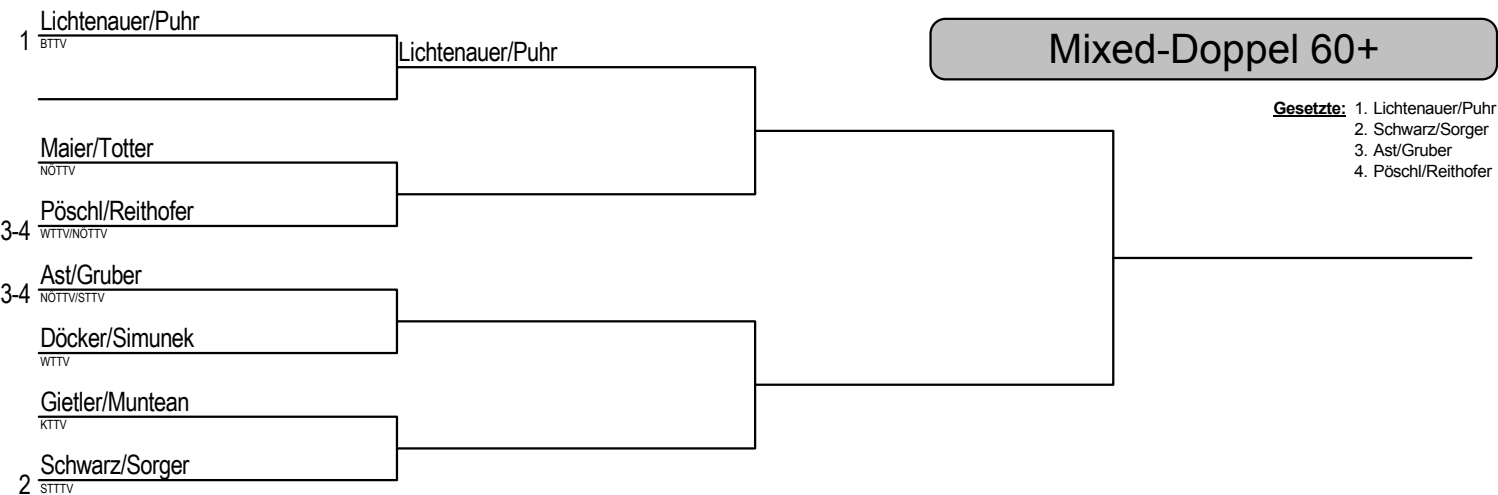 Mixed-Doppel 60+
Gesetzte: 1. Lichtenauer/Puhr
2. Schwarz/Sorger
3. Ast/Gruber
4. Pöschl/Reithofer
Lichtenauer/Puhr
1 BTTV
Lichtenauer/Puhr
Maier/Totter
NÖTTV
Pöschl/Reithofer
3-4 WTTV/NÖTTV
Ast/Gruber
3-4 NÖTTV/STTV
Döcker/Simunek
WTTV
Gietler/Muntean
KTTV
Schwarz/Sorger
2 STTTV